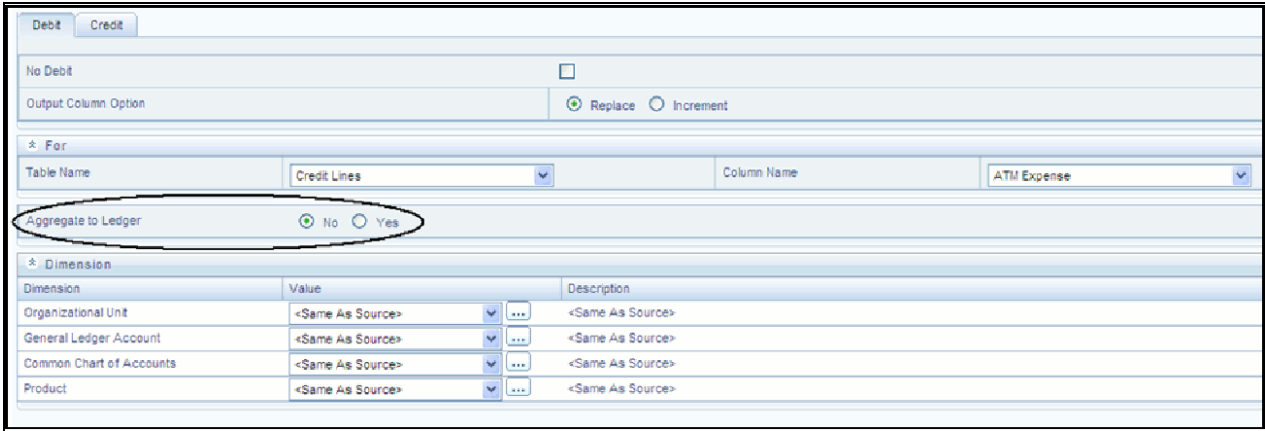 Debit Credit
No Debit
Output Column Option Replace Increment
For
Table Name Credit Lines Column Name ATM Expense
Aggregate to Ledger No Yes
Dimension
Dimension Value Description
Organizational Unit <Same As Source> ... <Same As Source>
General Ledger Account <Same As Source> ... <Same As Source>
Common Chart of Accounts <Same As Source> ... <Same As Source>
Product <Same As Source> ... <Same As Source>